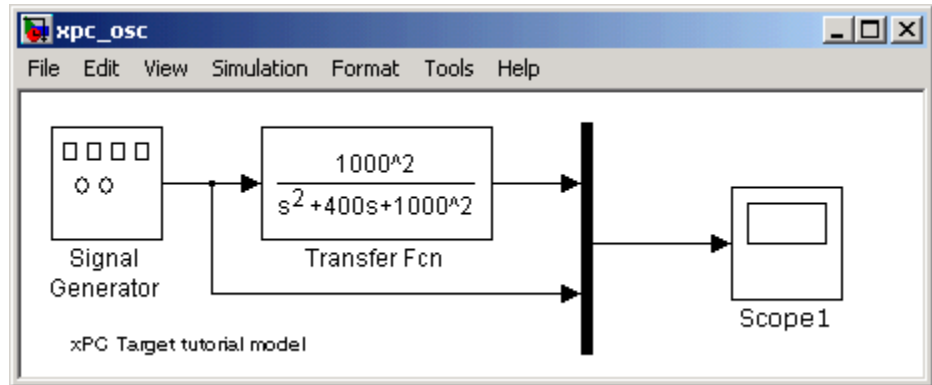 xpc_osc
File Edit View Simulation Format Tools Help
1000^2
s2+400s+1000^2
Signal
Generator
Transfer Fcn
Scope1
xPC Target tutorial model